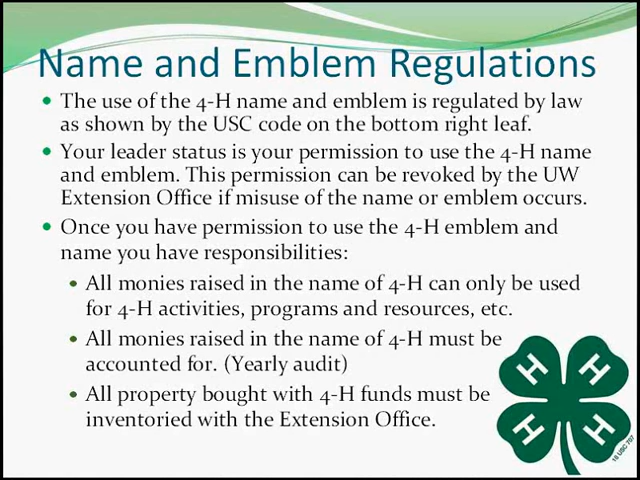 Name and Emblem Regulations
• The use of the 4-H name and emblem is regulated by law
as shown by the USC code on the bottom right leaf.
• Your leader status is your permission to use the 4-H name
and emblem. This permission can be revoked by the UW
Extension Office if misuse of the name or emblem occurs.
• Once you have permission to use the 4-H emblem and
name you have responsibilities:
• All monies raised in the name of 4-H can only be used
for 4-H activities, programs and resources, etc.
• All monies raised in the name of 4-H must be
accounted for. (Yearly audit)
• All property bought with 4-H funds must be
inventoried with the Extension Office.
H H
H H
18 USC 707